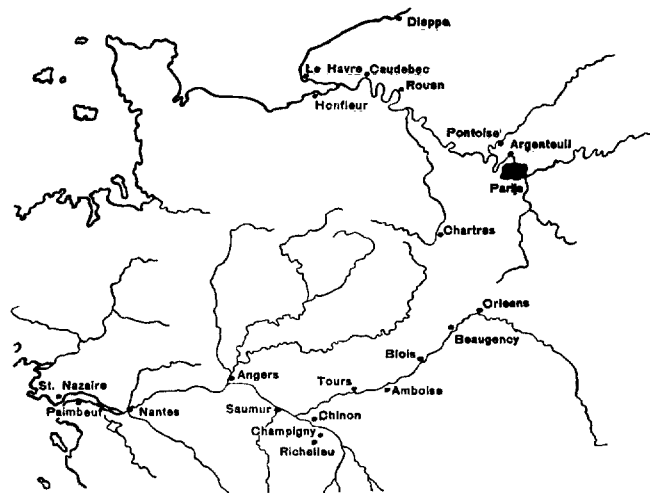 Dieppe
Le Havre
Caudebec
Rouen
Honfleur
Pontoise
Argenteuil
Paris
Chartres
Orleans
Beaugency
Blois
Angers
Tours
Amboise
St. Nazaire
Paimbeuf
Nantes
Saumur
Chinon
Champigny
Richelieu